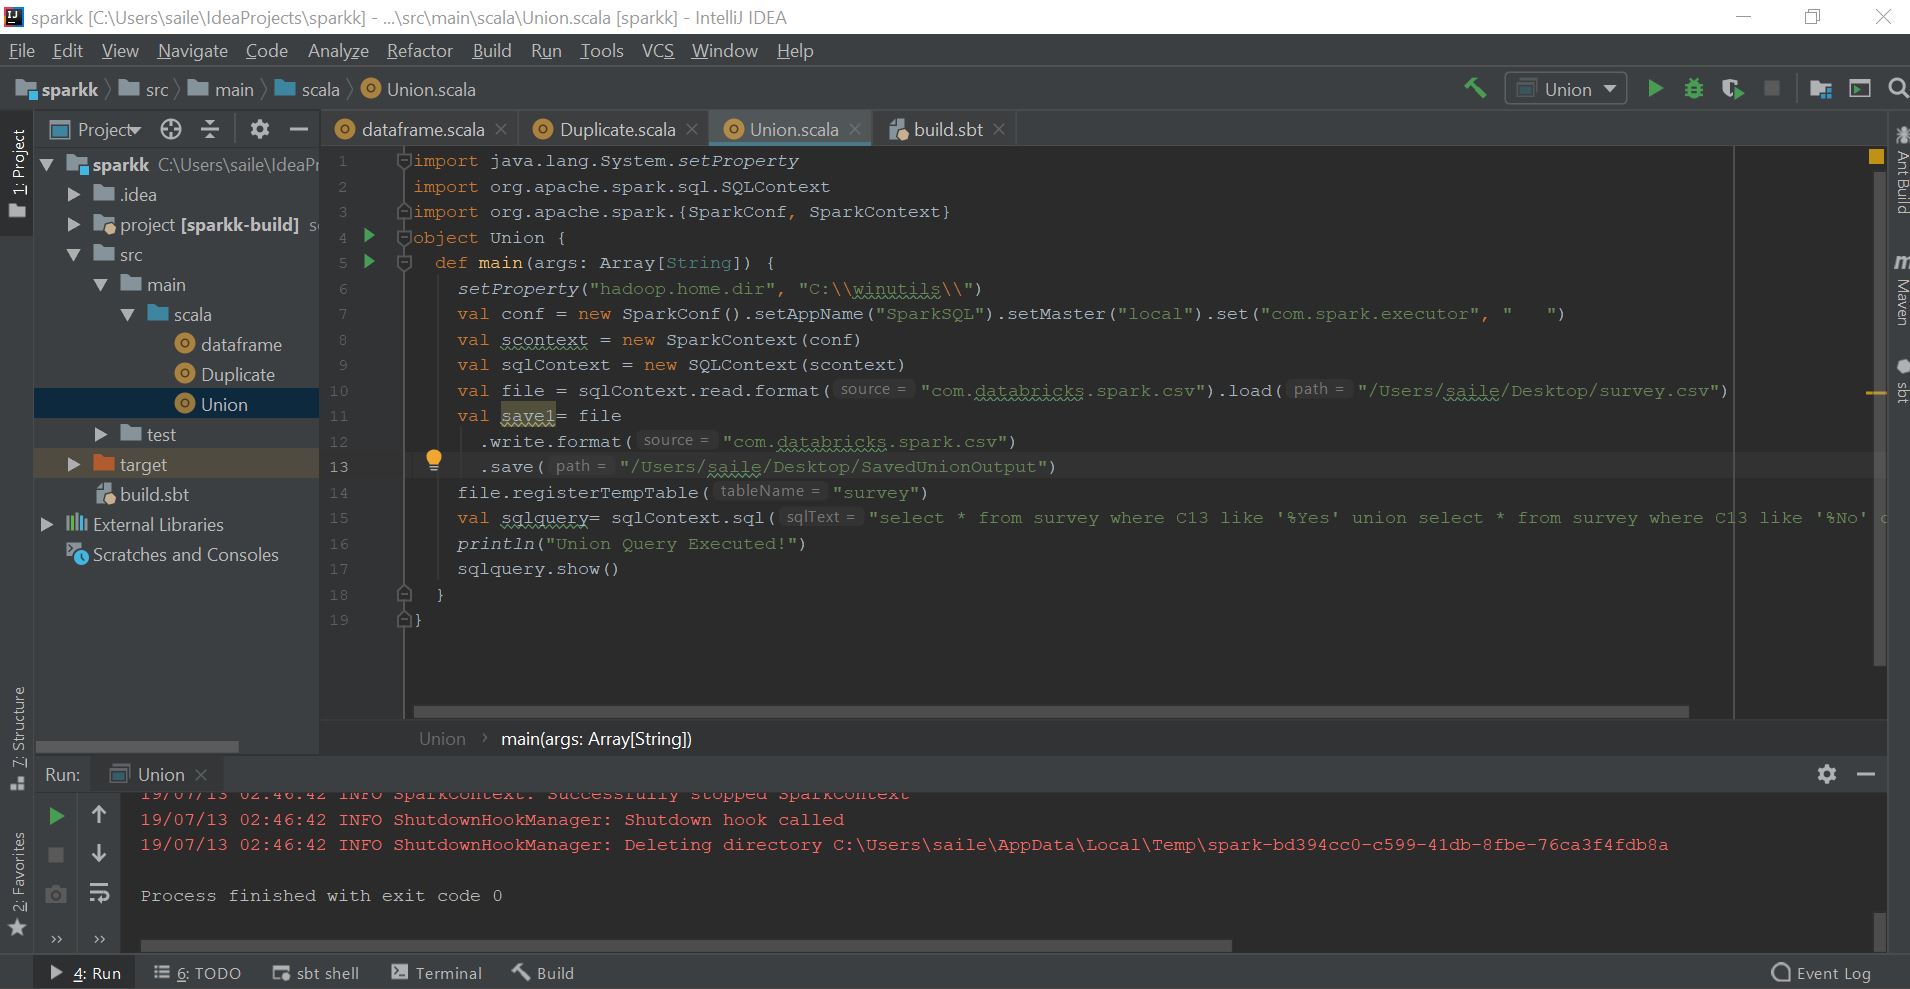 sparkk [C:\Users\saile\IdeaProjects\sparkk] - ...\src\main\scala\Union.scala [sparkk] - IntelliJ IDEA
File Edit View Navigate Code Analyze Refactor Build Run Tools VCS Window Help
sparkk src main scala Union.scala
Union
1: Project
7: Structure
2: Favorites
Project
sparkk C:\Users\saile\IdeaPr
.idea
project [sparkk-build]
src
main
scala
dataframe
Duplicate
Union
test
target
build.sbt
External Libraries
Scratches and Consoles
dataframe.scala Duplicate.scala Union.scala build.sbt
1 import java.lang.System.setProperty
2 import org.apache.spark.sql.SQLContext
3 import org.apache.spark.{SparkConf, SparkContext}
4 object Union {
5 def main(args: Array[String]) {
6 setProperty("hadoop.home.dir", "C:\\winutils\\")
7 val conf = new SparkConf().setAppName("SparkSQL").setMaster("local").set("com.spark.executor", "   ")
8 val scontext = new SparkContext(conf)
9 val sqlContext = new SQLContext(scontext)
10 val file = sqlContext.read.format( source = "com.databricks.spark.csv").load( path = "/Users/saile/Desktop/survey.csv")
11 val save1= file
12 .write.format( source = "com.databricks.spark.csv")
13 .save( path = "/Users/saile/Desktop/SavedUnionOutput")
14 file.registerTempTable( tableName = "survey")
15 val sqlquery= sqlContext.sql( sqlText = "select * from survey where C13 like '%Yes' union select * from survey where C13 like '%No'
16 println("Union Query Executed!")
17 sqlquery.show()
18 }
19 }
Union > main(args: Array[String])
Ant Build
Maven
sbt
Run: Union
19/07/13 02:46:42 INFO SparkContext: Successfully stopped SparkContext
19/07/13 02:46:42 INFO ShutdownHookManager: Shutdown hook called
19/07/13 02:46:42 INFO ShutdownHookManager: Deleting directory C:\Users\saile\AppData\Local\Temp\spark-bd394cc0-c599-41db-8fbe-76ca3f4fdb8a
Process finished with exit code 0
4: Run 6: TODO sbt shell Terminal Build Event Log